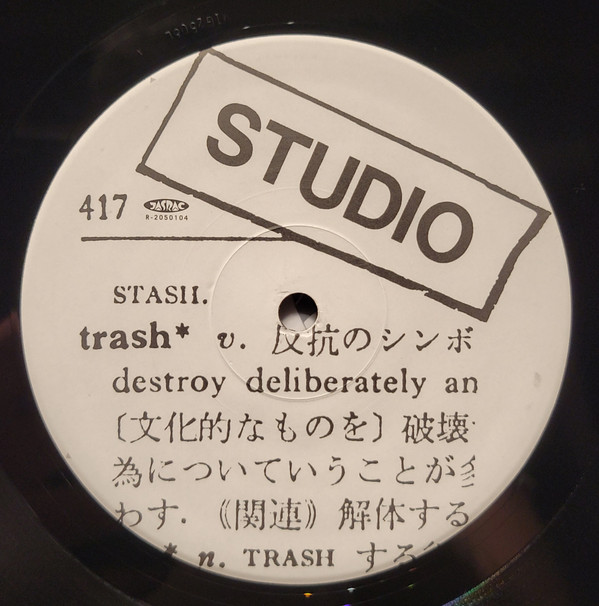 STUDIO
417 JASRAC
R-2050104
STASH.
trash* v. 反抗のシンボ
destroy deliberately an
〔文化的なものを〕破壊
為についていうことが
わす. 《関連》 解体する
* n. TRASH する